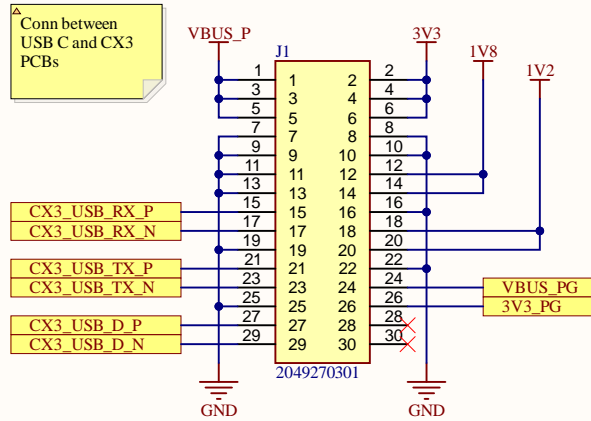 Conn between
USB C and CX3
PCBs
VBUS_P
J1
3V3
1V8
1V2
1 1 2 2
3 3 4 4
5 5 6 6
7 7 8 8
9 9 10 10
11 11 12 12
13 13 14 14
CX3_USB_RX_P 15 15 16 16
CX3_USB_RX_N 17 17 18 18
19 19 20 20
CX3_USB_TX_P 21 21 22 22
CX3_USB_TX_N 23 23 24 24 VBUS_PG
25 25 26 26 3V3_PG
CX3_USB_D_P 27 27 28 28
CX3_USB_D_N 29 29 30 30
2049270301
GND
GND